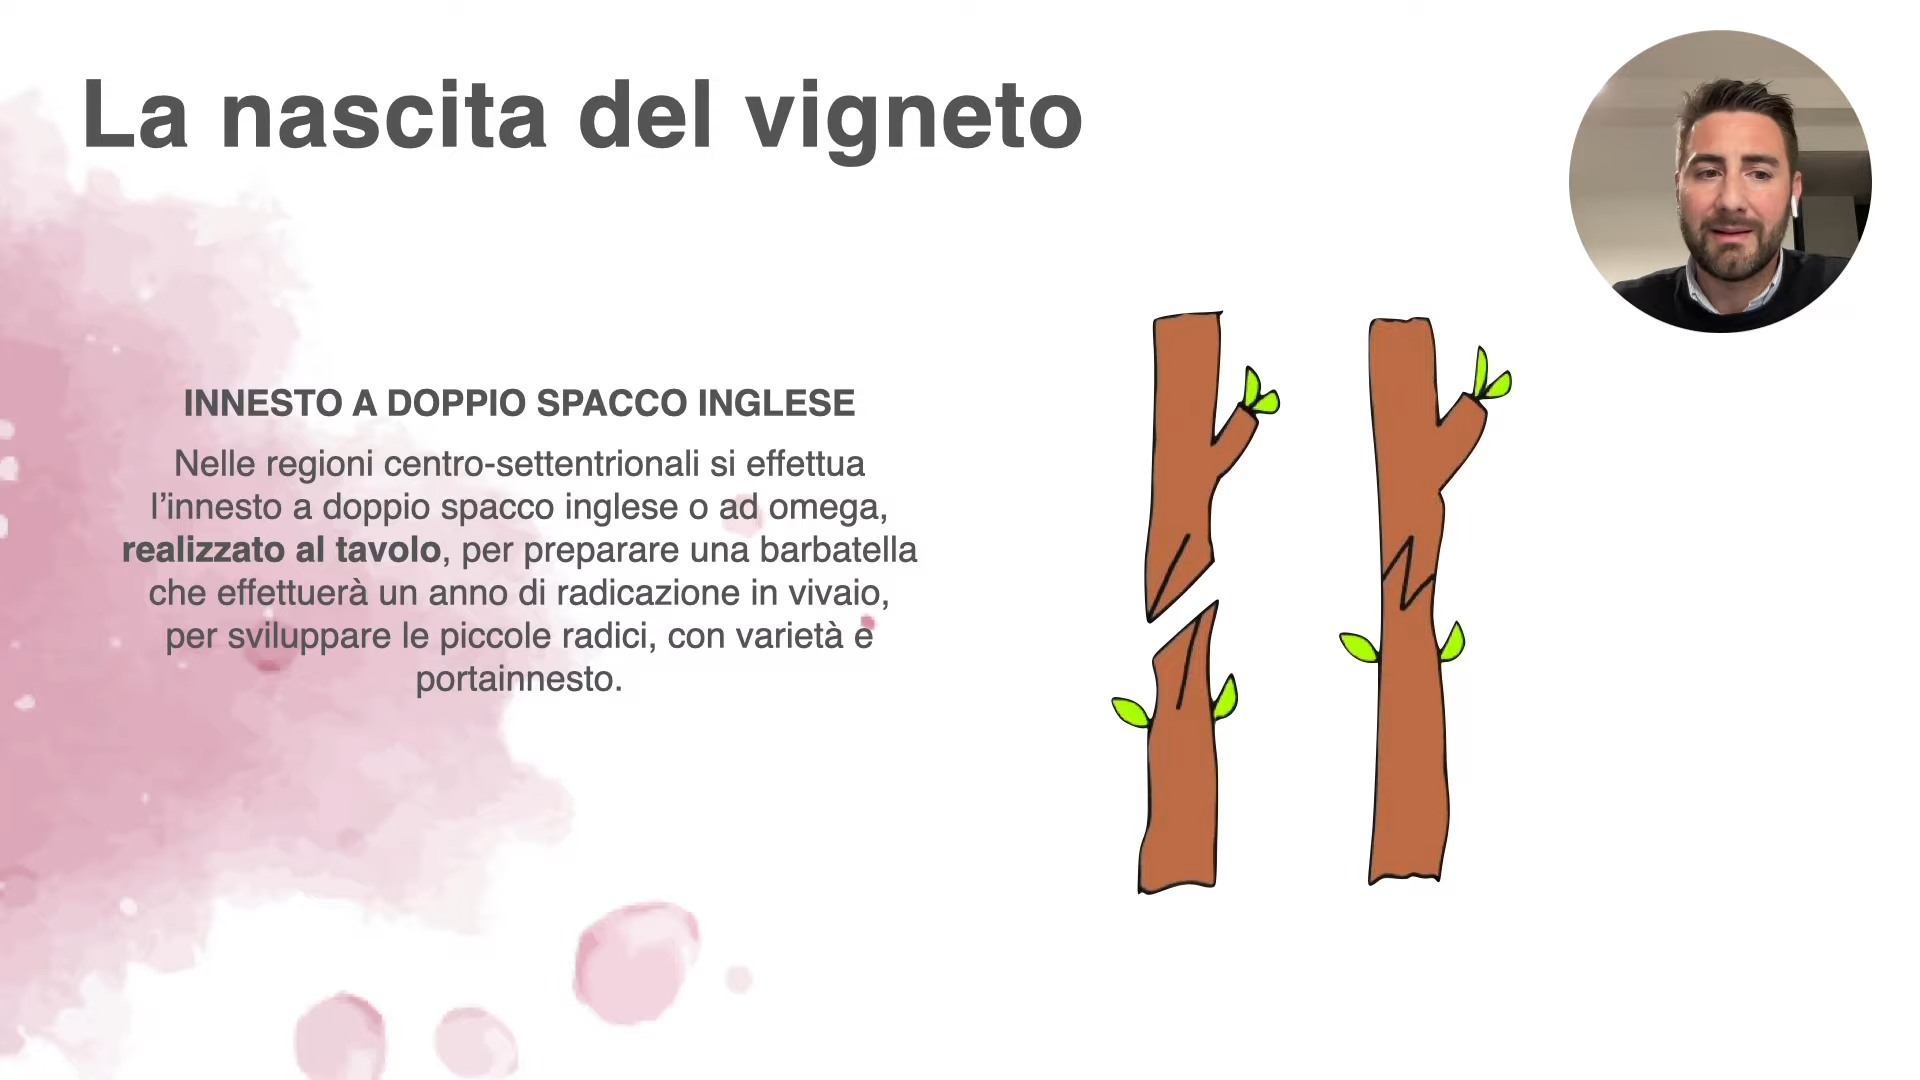 La nascita del vigneto
INNESTO A DOPPIO SPACCO INGLESE
Nelle regioni centro-settentrionali si effettua
l’innesto a doppio spacco inglese o ad omega,
realizzato al tavolo, per preparare una barbatella
che effettuerà un anno di radicazione in vivaio,
per sviluppare le piccole radici, con varietà e
portainnesto.